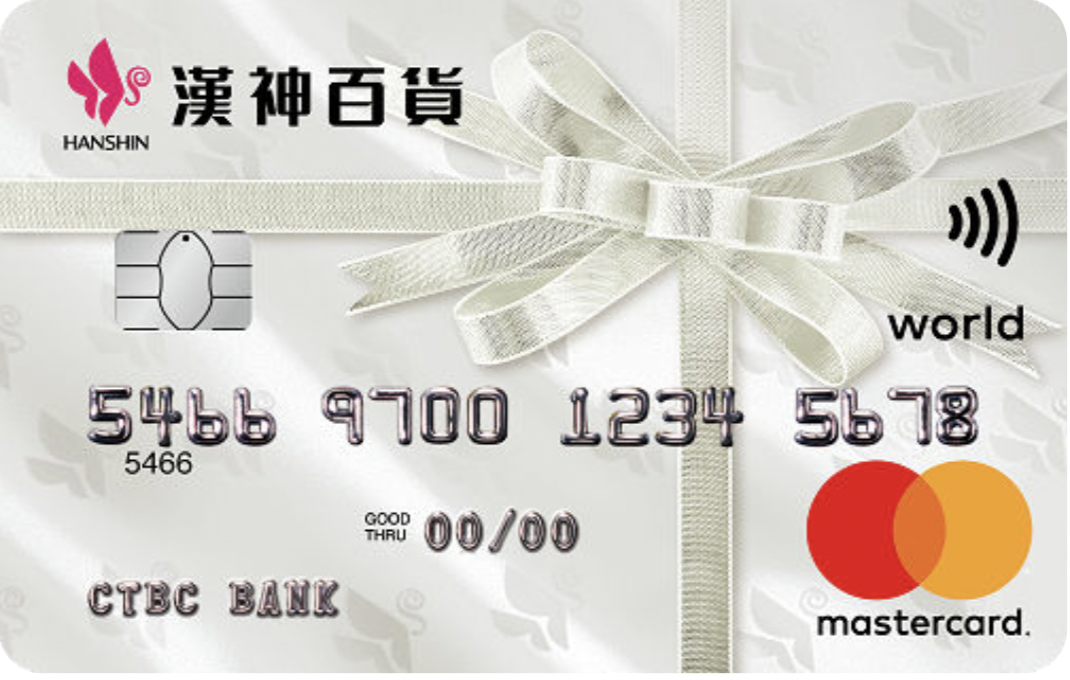 漢神百貨
HANSHIN
world
5466 9700 1234 5678
5466
GOOD THRU 00/00
CTBC BANK
mastercard.